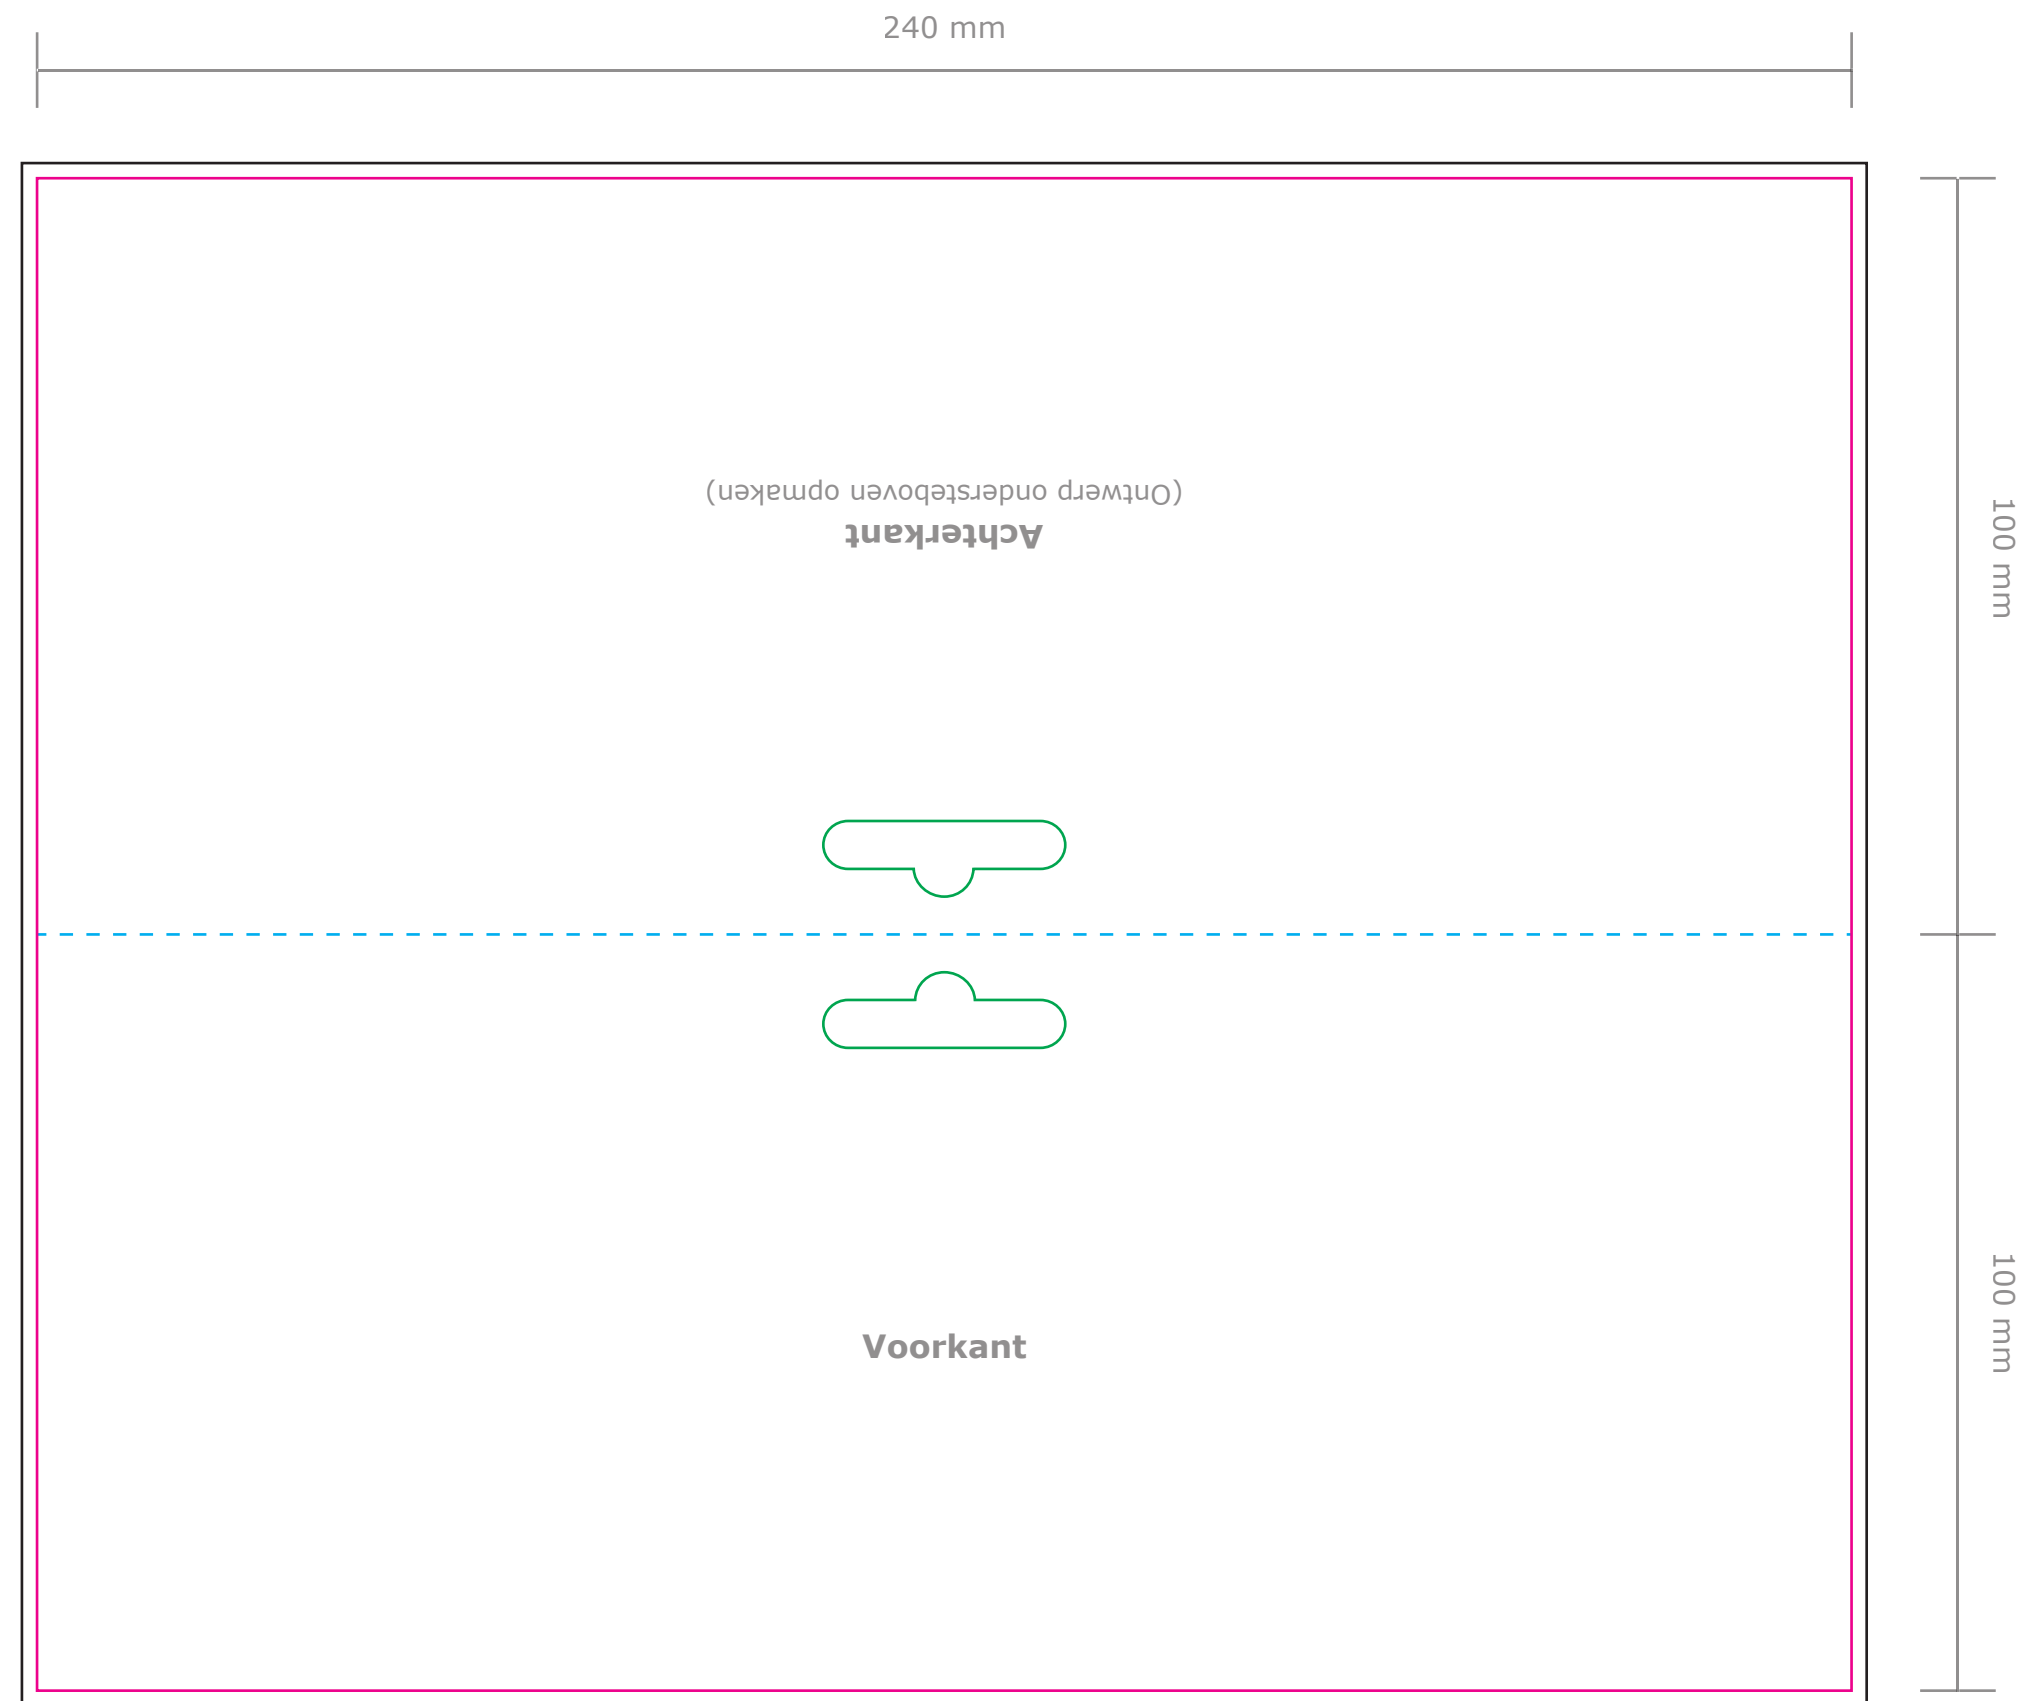 240 mm
Achterkant
(Ontwerp ondersteboven opmaken)
100 mm
Voorkant
100 mm